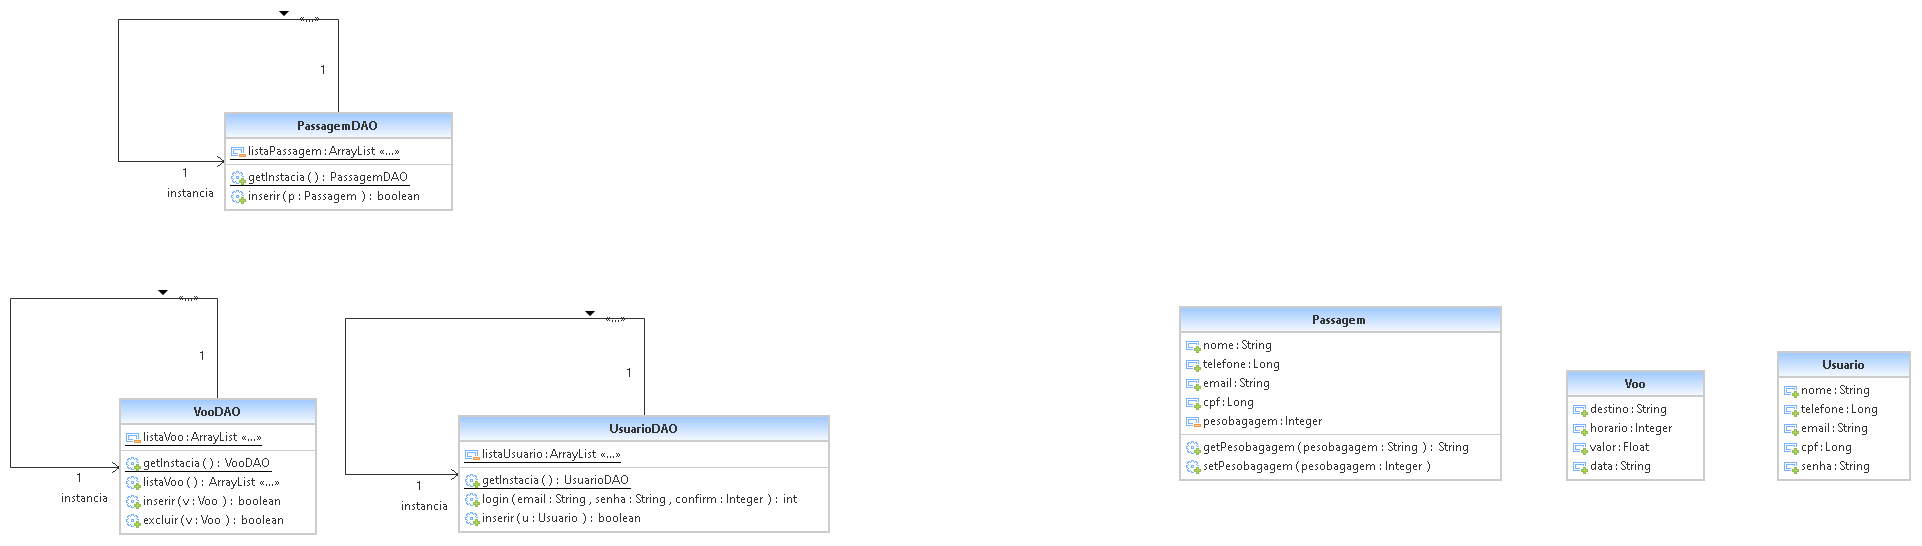 «...»
1
PassagemDAO
listaPassagem : ArrayList «...»
getInstacia ( ) : PassagemDAO
inserir ( p : Passagem ) : boolean
1
instancia
«...»
1
VooDAO
listaVoo : ArrayList «...»
getInstacia ( ) : VooDAO
listaVoo ( ) : ArrayList «...»
inserir ( v : Voo ) : boolean
excluir ( v : Voo ) : boolean
1
instancia
«...»
1
UsuarioDAO
listaUsuario : ArrayList «...»
getInstacia ( ) : UsuarioDAO
login ( email : String , senha : String , confirm : Integer ) : int
inserir ( u : Usuario ) : boolean
1
instancia
Passagem
nome : String
telefone : Long
email : String
cpf : Long
pesobagagem : Integer
getPesobagagem ( pesobagagem : String ) : String
setPesobagagem ( pesobagagem : Integer )
Voo
destino : String
horario : Integer
valor : Float
data : String
Usuario
nome : String
telefone : Long
email : String
cpf : Long
senha : String